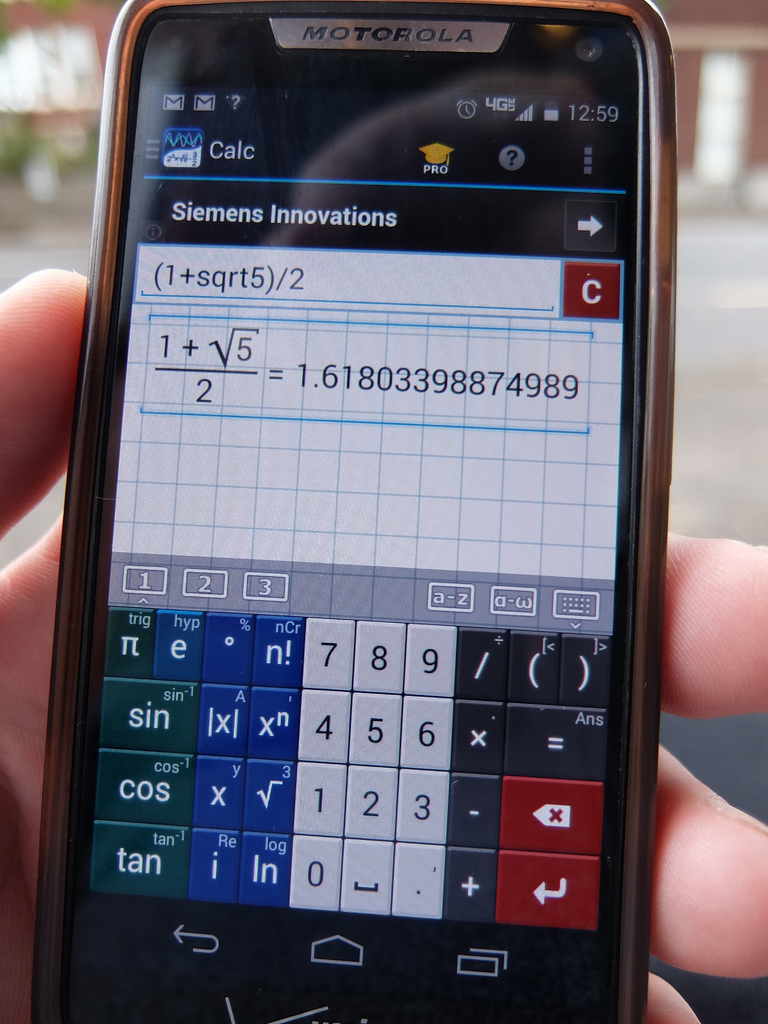 MOTOROLA
? 4G 12:59
Calc PRO ?
Siemens Innovations
(1+sqrt5)/2 C
1 + √5
2
= 1.61803398874989
1 2 3 a-z α-ω
trig hyp % nCr ÷ [< ]>
π e ° n! 7 8 9 / ( )
sin⁻¹ A ' Ans
sin |x| xⁿ 4 5 6 × =
cos⁻¹ y 3
cos x √ 1 2 3 -
tan⁻¹ Re log
tan i ln 0 . +